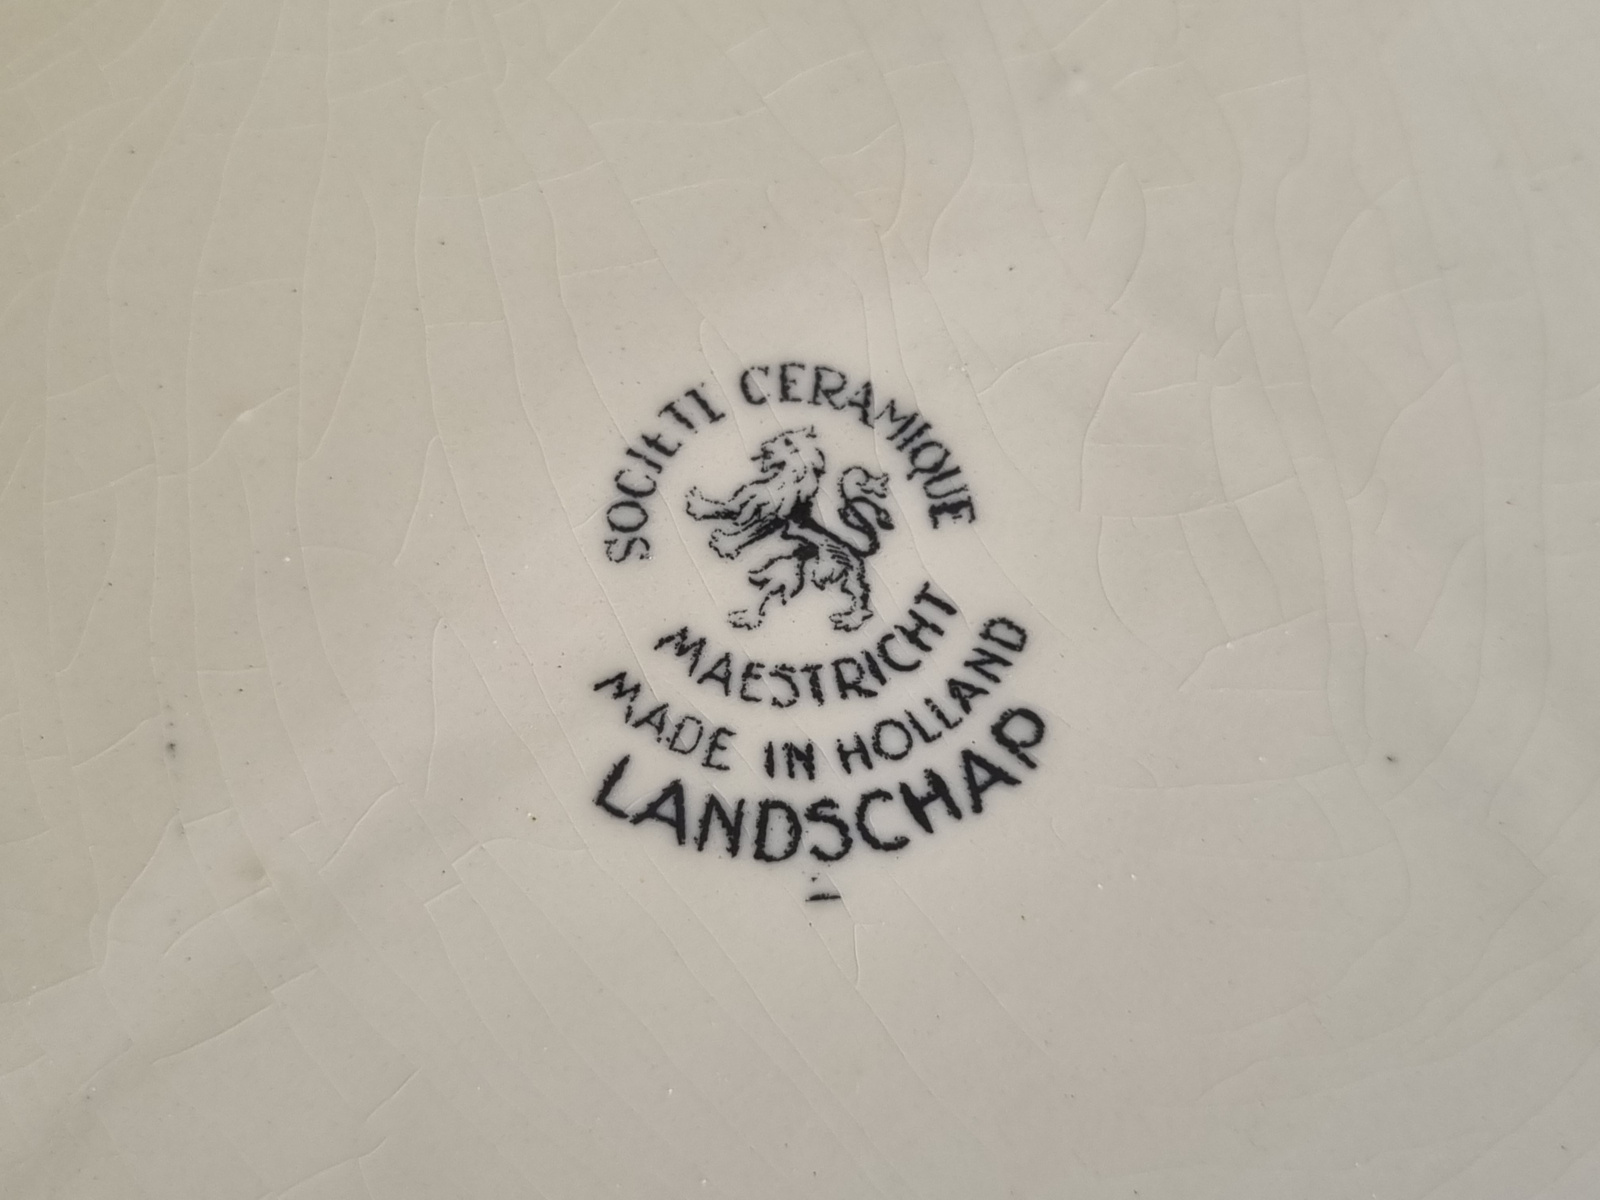 SOCIETE CERAMIQUE
MAESTRICHT
MADE IN HOLLAND
LANDSCHAP